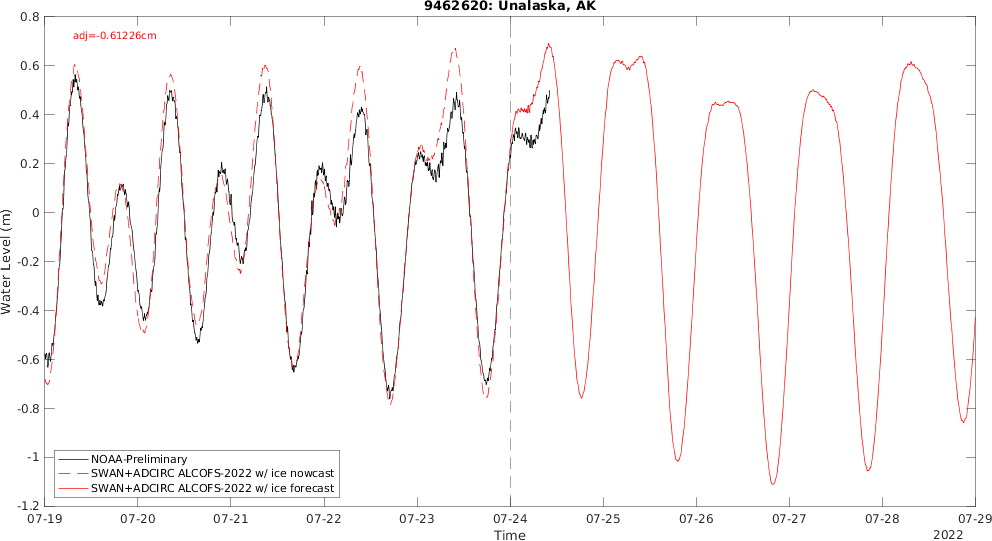 9462620: Unalaska, AK
adj=-0.61226cm
Water Level (m)
0.8
0.6
0.4
0.2
0
-0.2
-0.4
-0.6
-0.8
-1
-1.2
NOAA-Preliminary
SWAN+ADCIRC ALCOFS-2022 w/ ice nowcast
SWAN+ADCIRC ALCOFS-2022 w/ ice forecast
07-19 07-20 07-21 07-22 07-23 07-24 07-25 07-26 07-27 07-28 07-29
Time
2022